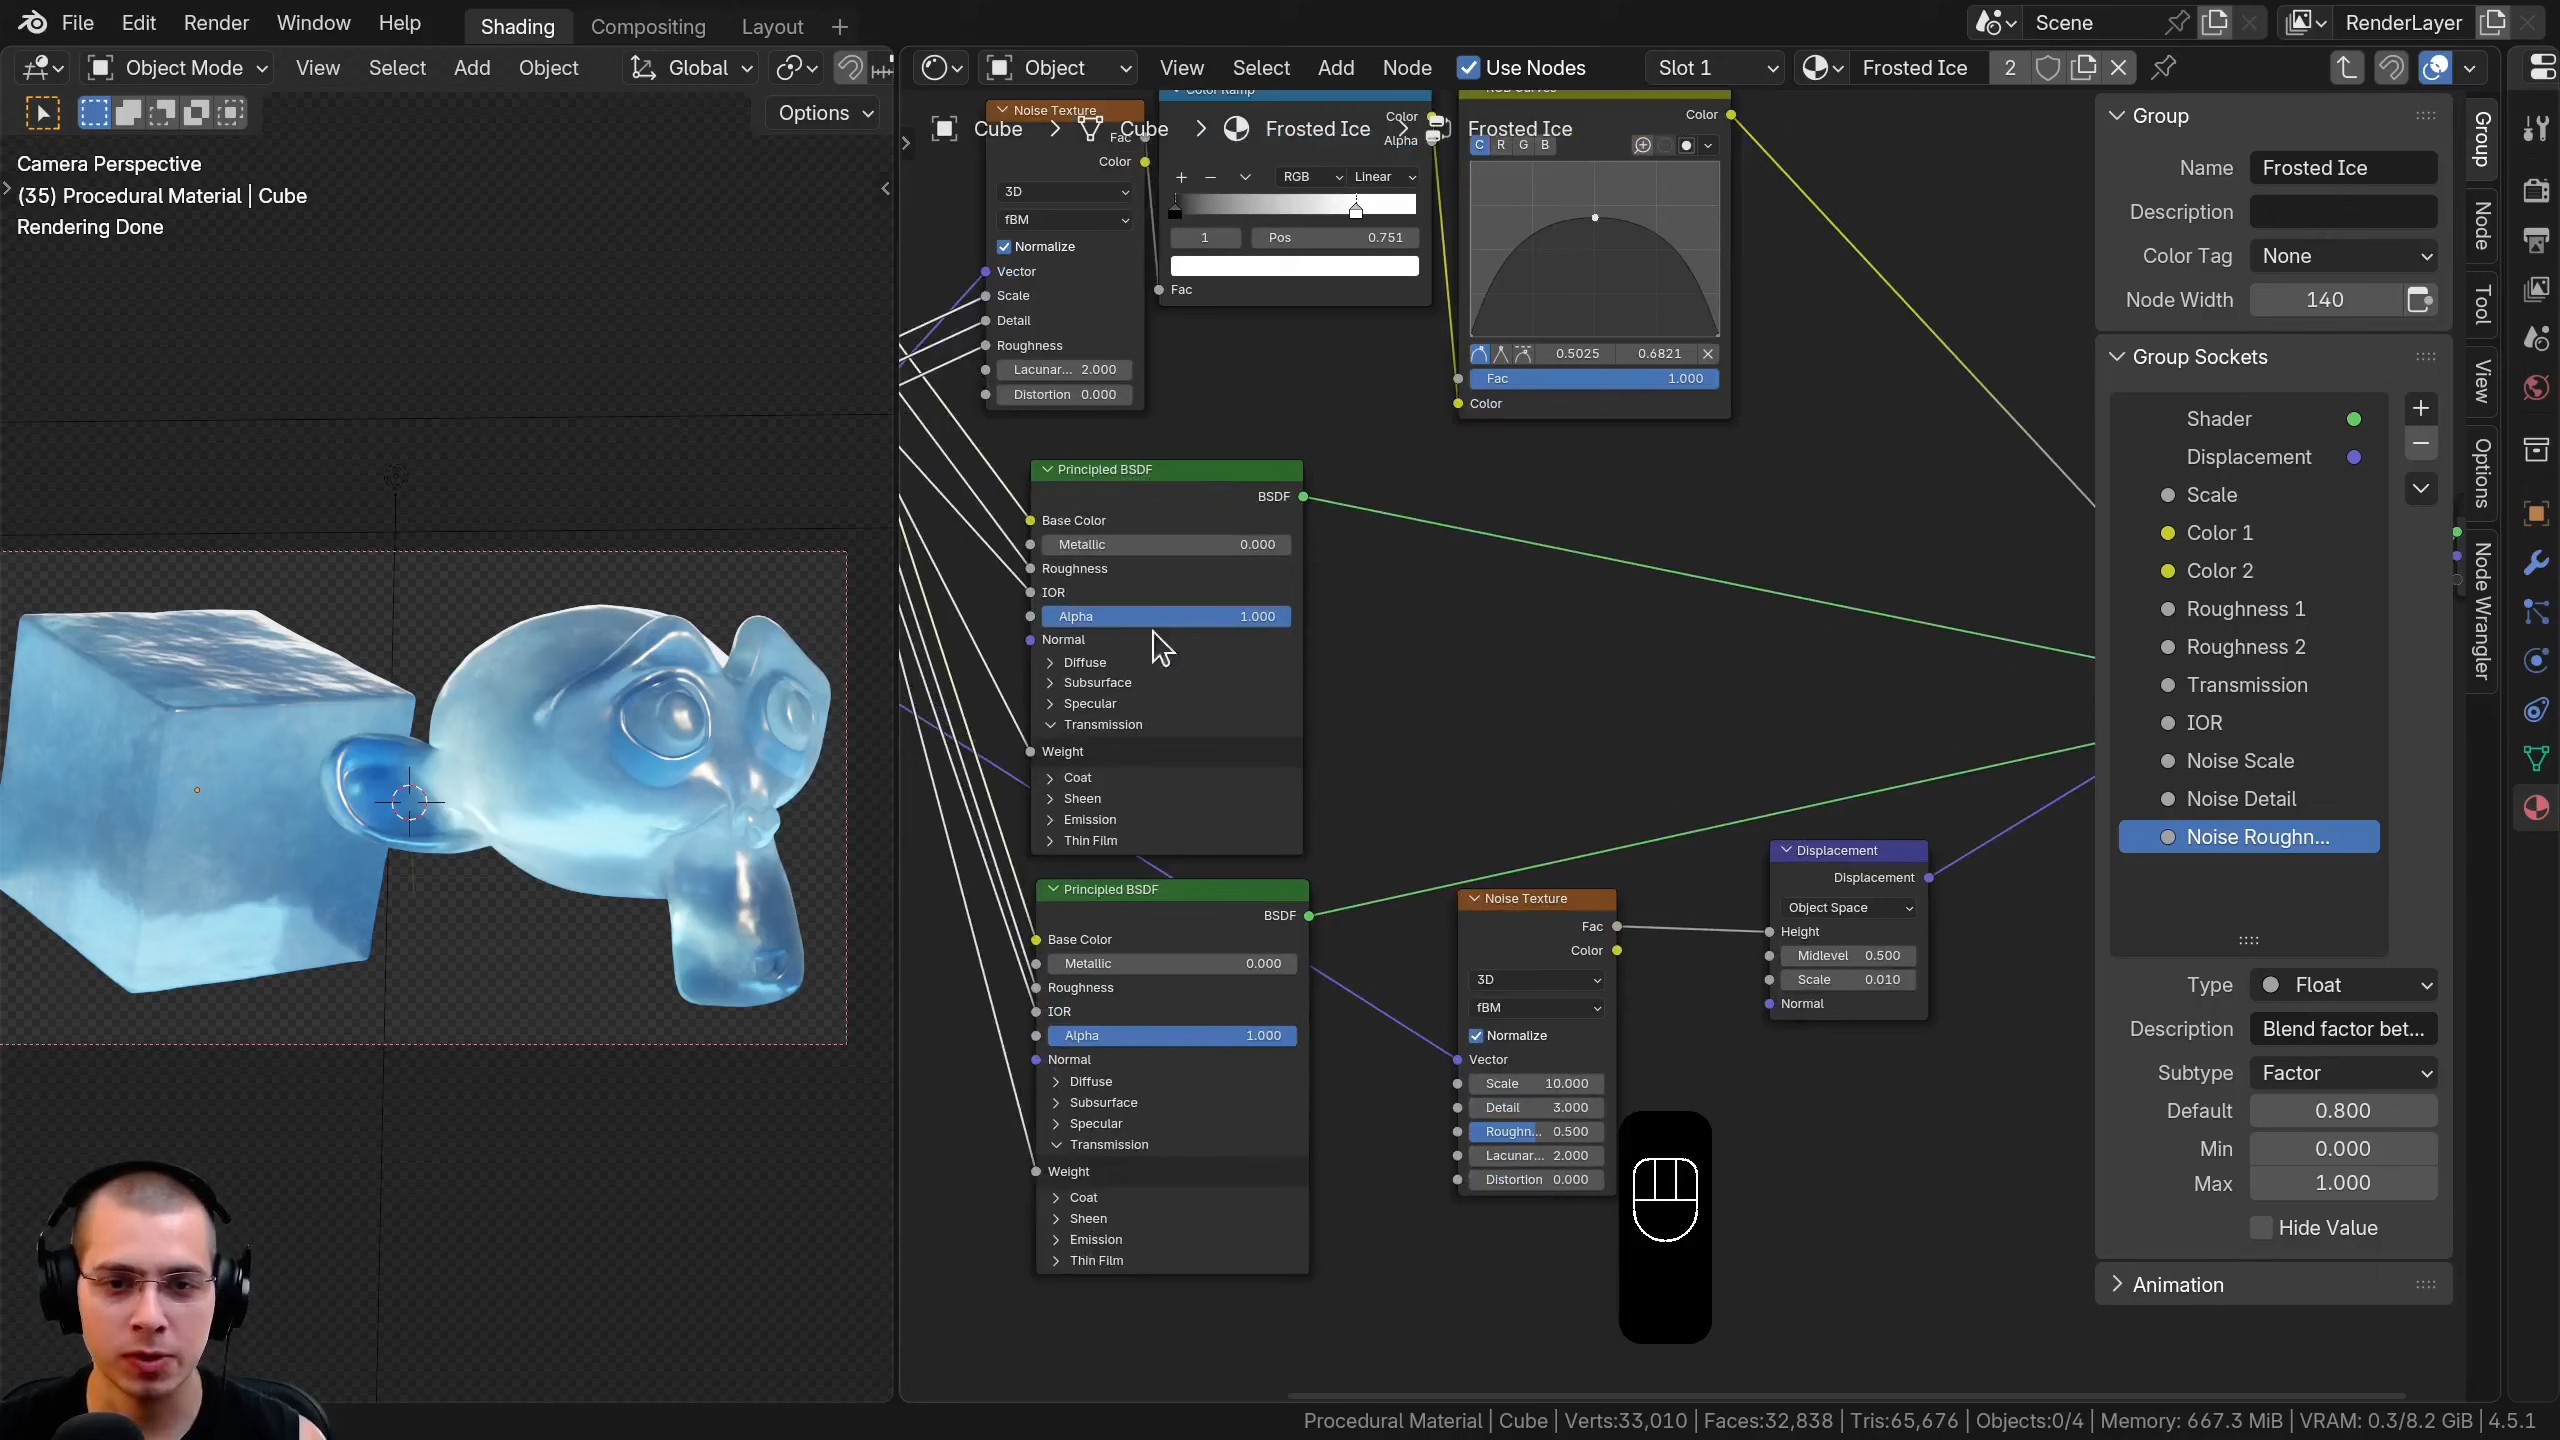 File Edit Render Window Help Shading Compositing Layout + Scene RenderLayer
Object Mode View Select Add Object Global Object View Select Add Node Use Nodes Slot 1 Frosted Ice 2
Options
Camera Perspective
(35) Procedural Material | Cube
Rendering Done
Cube > Cube > Frosted Ice > Frosted Ice
Noise Texture
Fac
Color
3D
fBM
Normalize
Vector
Scale
Detail
Roughness
Lacunar... 2.000
Distortion 0.000
Color Ramp
Color
Alpha
RGB Linear
1 Pos 0.751
Fac
RGB Curves
Color
C R G B
0.5025 0.6821
Fac 1.000
Color
Principled BSDF
BSDF
Base Color
Metallic 0.000
Roughness
IOR
Alpha 1.000
Normal
Diffuse
Subsurface
Specular
Transmission
Weight
Coat
Sheen
Emission
Thin Film
Principled BSDF
BSDF
Base Color
Metallic 0.000
Roughness
IOR
Alpha 1.000
Normal
Diffuse
Subsurface
Specular
Transmission
Weight
Coat
Sheen
Emission
Thin Film
Noise Texture
Fac
Color
3D
fBM
Normalize
Vector
Scale 10.000
Detail 3.000
Roughn... 0.500
Lacunar... 2.000
Distortion 0.000
Displacement
Displacement
Object Space
Height
Midlevel 0.500
Scale 0.010
Normal
Group
Name Frosted Ice
Description
Color Tag None
Node Width 140
Group Sockets
Shader
Displacement
Scale
Color 1
Color 2
Roughness 1
Roughness 2
Transmission
IOR
Noise Scale
Noise Detail
Noise Roughn...
Type Float
Description Blend factor bet...
Subtype Factor
Default 0.800
Min 0.000
Max 1.000
Hide Value
Animation
Group
Node
Tool
View
Options
Node Wrangler
Procedural Material | Cube | Verts:33,010 | Faces:32,838 | Tris:65,676 | Objects:0/4 | Memory: 667.3 MiB | VRAM: 0.3/8.2 GiB | 4.5.1